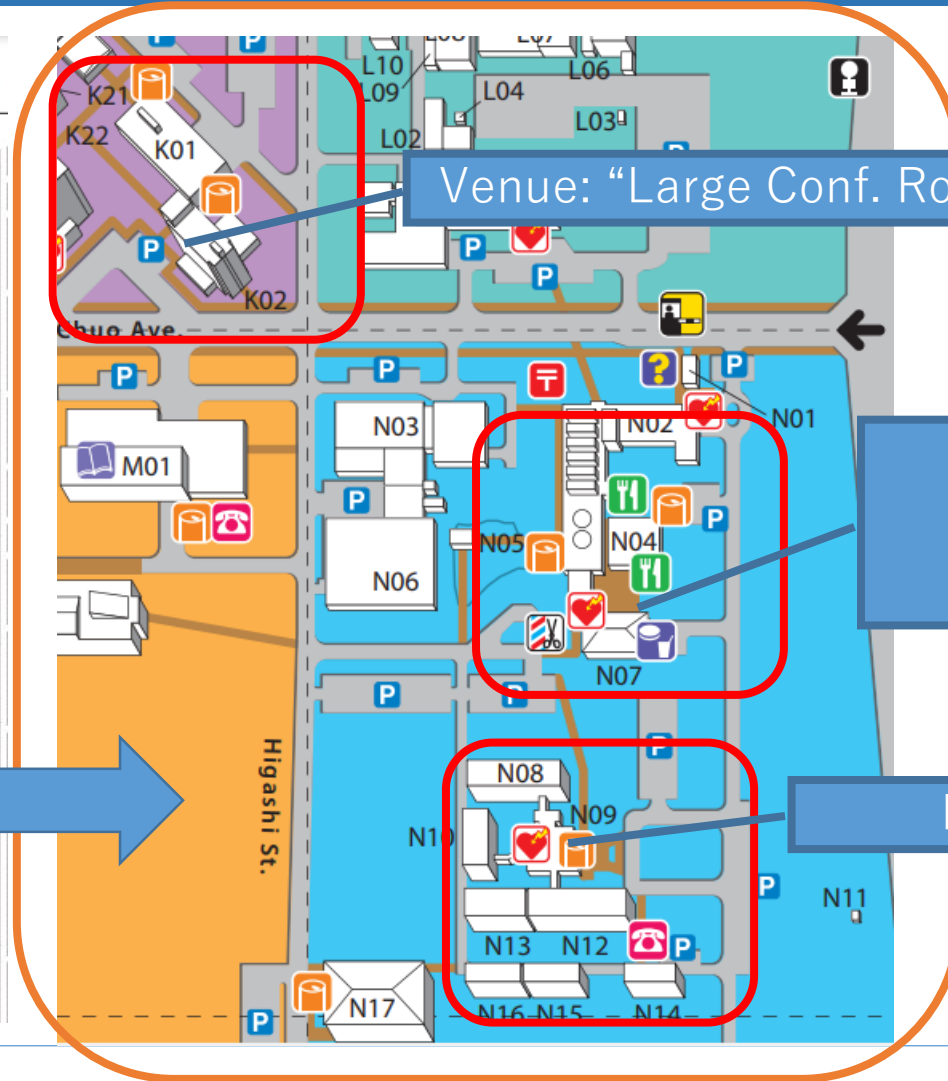 L10
L09
L06
L04
L03
L02
K21
K22
K01
K02
Venue: “Large Conf. Ro
P
P
P
P
P
P
Chuo Ave.
P
P
P
N01
N02
N03
M01
P
P
N04
N05
N06
N07
P
P
P
Higashi St.
N08
N09
N10
P
N11
N13
N12
P
N17
N16
N15
N14
P